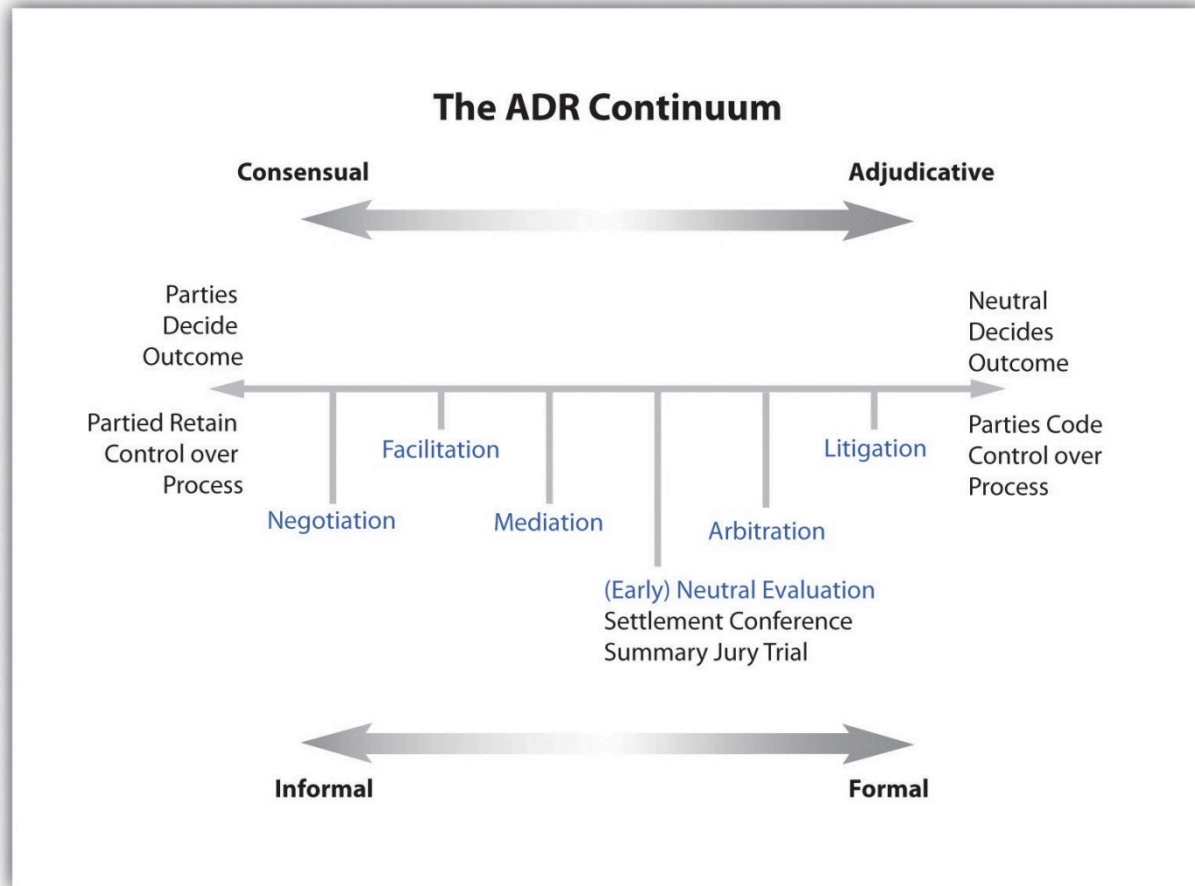 The ADR Continuum
Consensual
Adjudicative
Parties
Decide
Outcome
Neutral
Decides
Outcome
Partied Retain
Control over
Process
Parties Code
Control over
Process
Facilitation
Litigation
Negotiation
Mediation
Arbitration
(Early) Neutral Evaluation
Settlement Conference
Summary Jury Trial
Informal
Formal